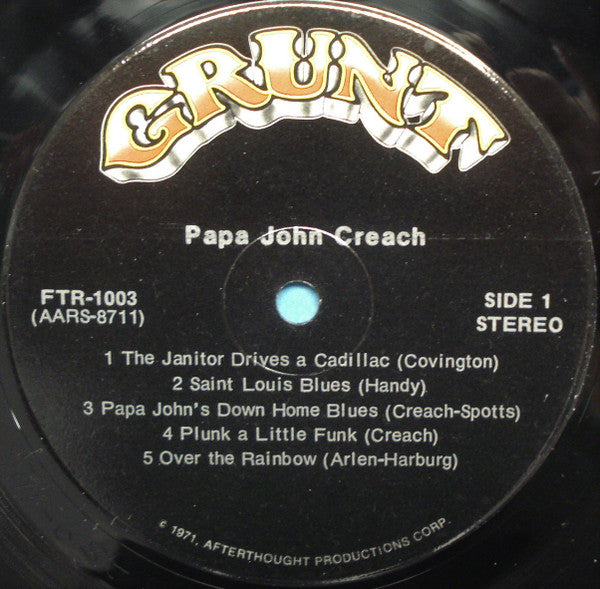 GRUNT
Papa John Creach
FTR-1003
(AARS-8711)
SIDE 1
STEREO
1 The Janitor Drives a Cadillac (Covington)
2 Saint Louis Blues (Handy)
3 Papa John's Down Home Blues (Creach-Spotts)
4 Plunk a Little Funk (Creach)
5 Over the Rainbow (Arlen-Harburg)
© 1971, AFTERTHOUGHT PRODUCTIONS CORP.